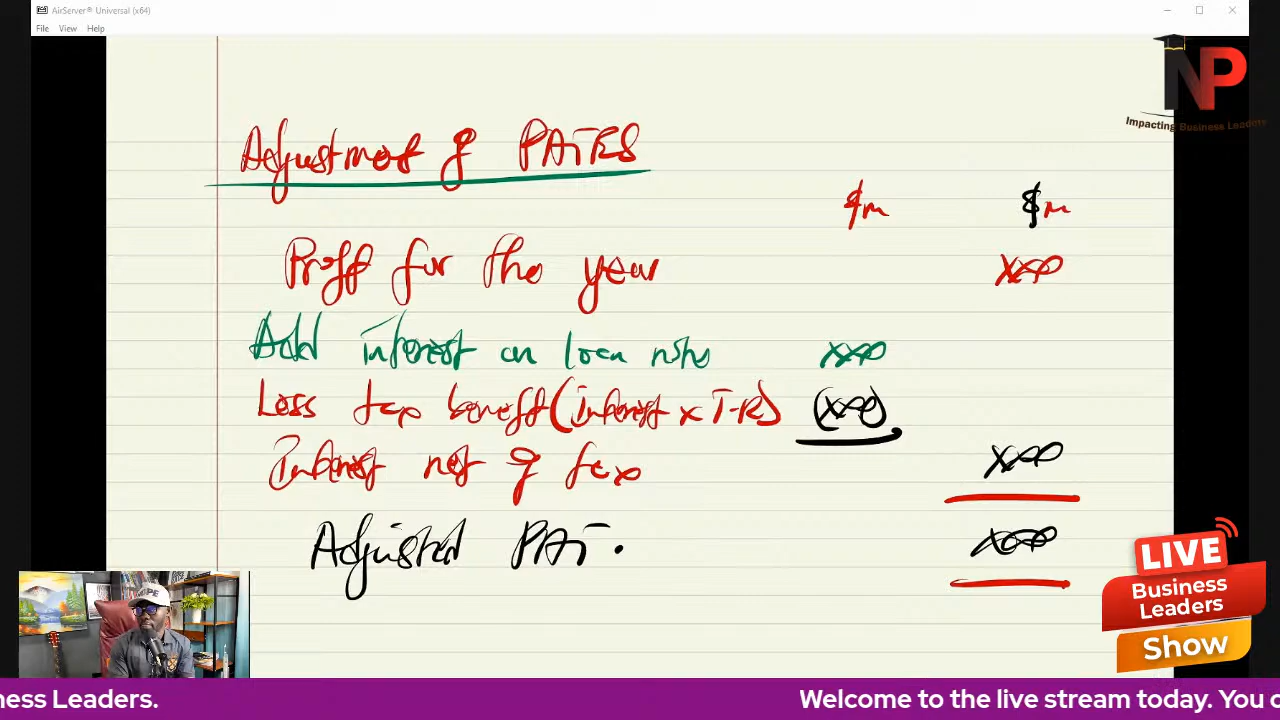 AirServer® Universal (x64)
File View Help
NP
Impacting Business Leaders
Adjustment of PATES
$m $m
Profit for the year xxx
Add interest on loan notes xxx
Less tax benefit (Interest x T-R) (xxx)
Interest net of tax xxx
Adjusted PAT. xxx
LIVE
Business
Leaders
Show
ness Leaders. Welcome to the live stream today. You c